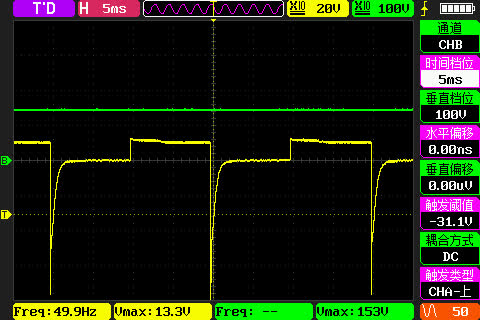 T'D H 5ms X10 20V X10 100V
通道
CHB
时间档位
5ms
垂直档位
100V
水平偏移
0.00ns
垂直偏移
0.00uV
触发阈值
-31.1V
耦合方式
DC
触发类型
CHA-上
B
T
Freq: 49.9Hz Vmax: 13.3V Freq: -- Vmax: 153V 50